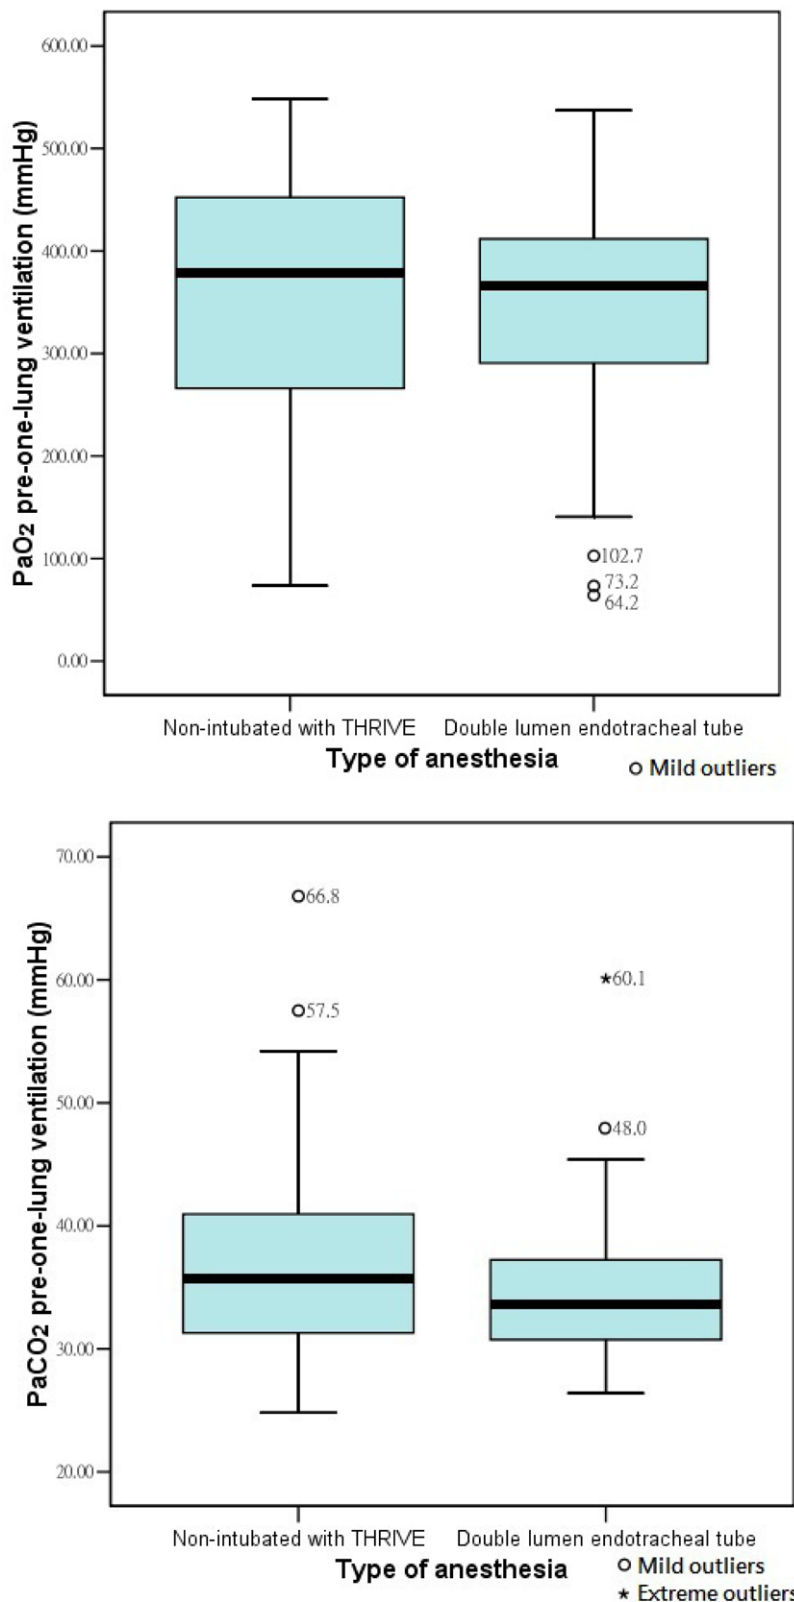 600.00
500.00
400.00
300.00
200.00
100.00
0.00
PaO2 pre-one-lung ventilation (mmHg)
102.7
73.2
64.2
Non-intubated with THRIVE
Double lumen endotracheal tube
Type of anesthesia
Mild outliers
70.00
60.00
50.00
40.00
30.00
20.00
PaCO2 pre-one-lung ventilation (mmHg)
66.8
57.5
60.1
48.0
Non-intubated with THRIVE
Double lumen endotracheal tube
Type of anesthesia
Mild outliers
Extreme outliers